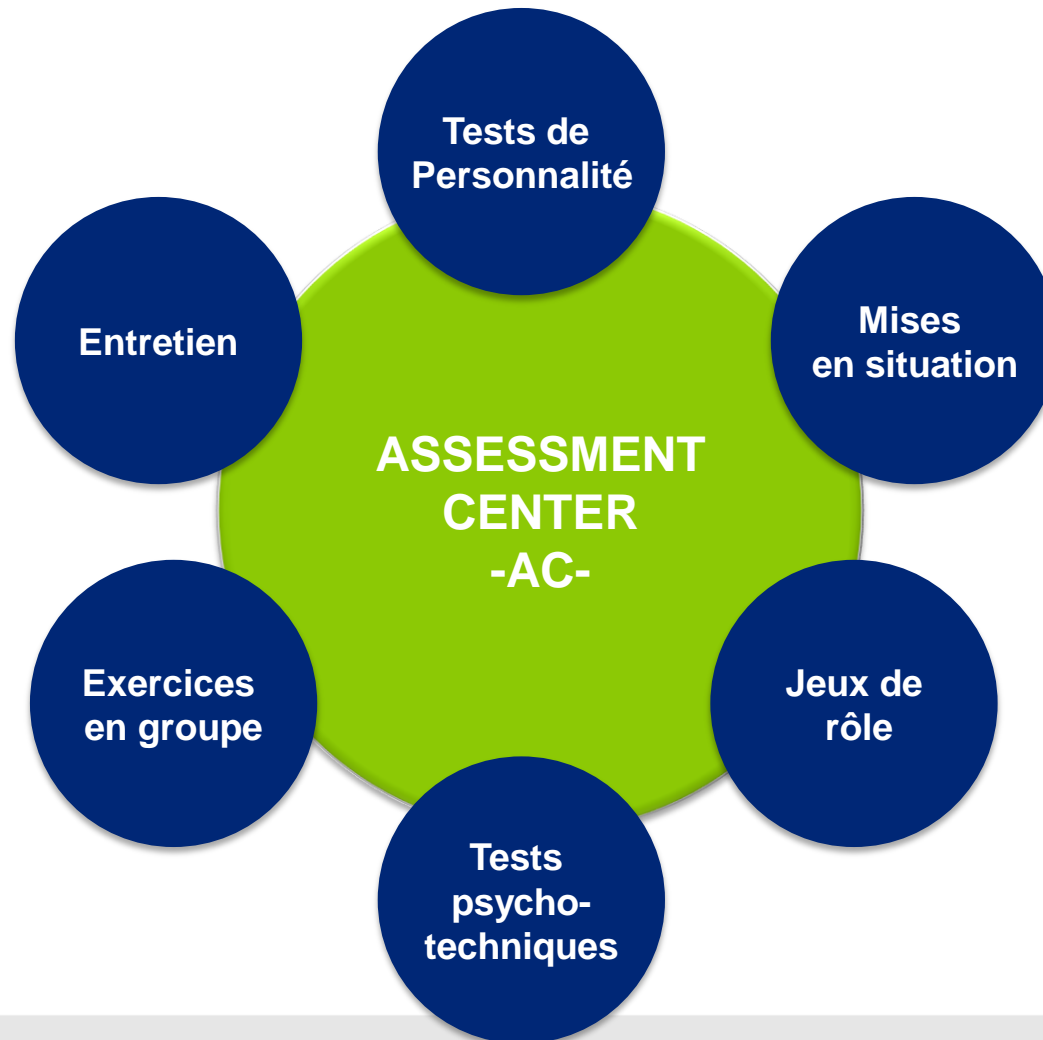 Tests de
Personnalité
Entretien
Mises
en situation
ASSESSMENT
CENTER
-AC-
Exercices
en groupe
Jeux de
rôle
Tests
psycho-
techniques